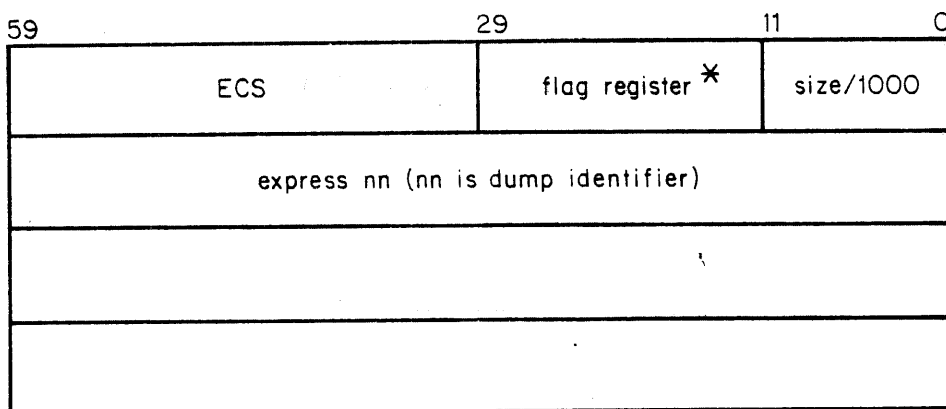 59 29 11 0
ECS flag register * size/1000
express nn (nn is dump identifier)